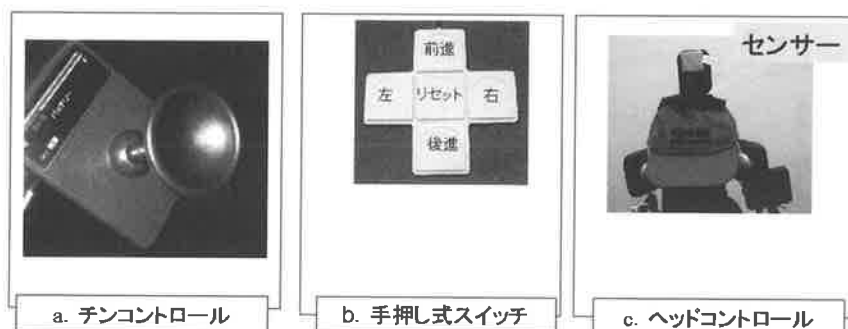 前進
左 リセット 右
後進
センサー
a. チンコントロール
b. 手押し式スイッチ
c. ヘッドコントロール